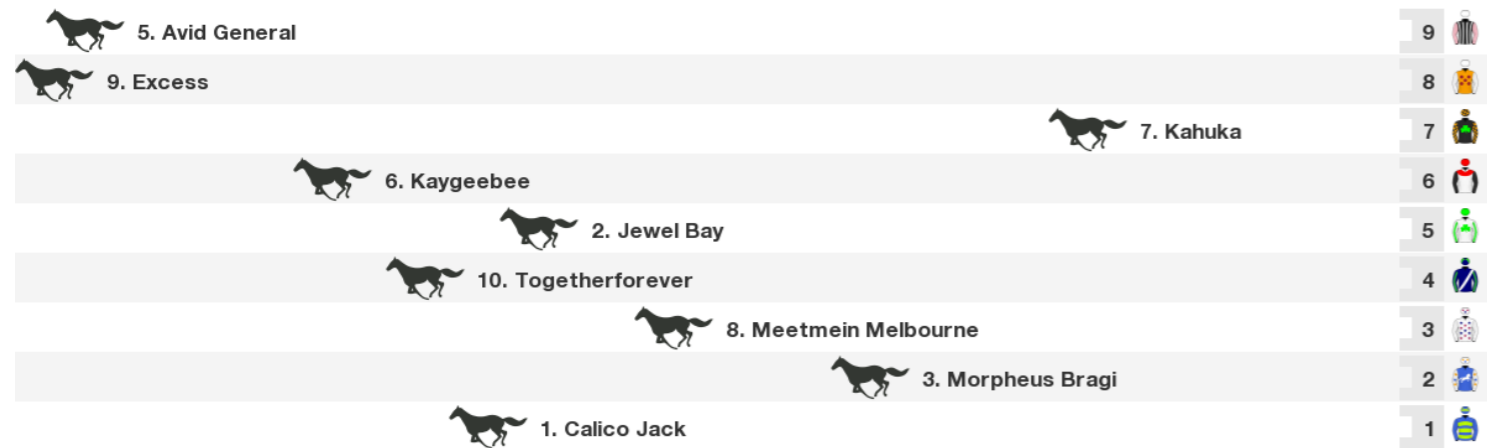 5. Avid General 9
9. Excess 8
7. Kahuka 7
6. Kaygeebee 6
2. Jewel Bay 5
10. Togetherforever 4
8. Meetmein Melbourne 3
3. Morpheus Bragi 2
1. Calico Jack 1